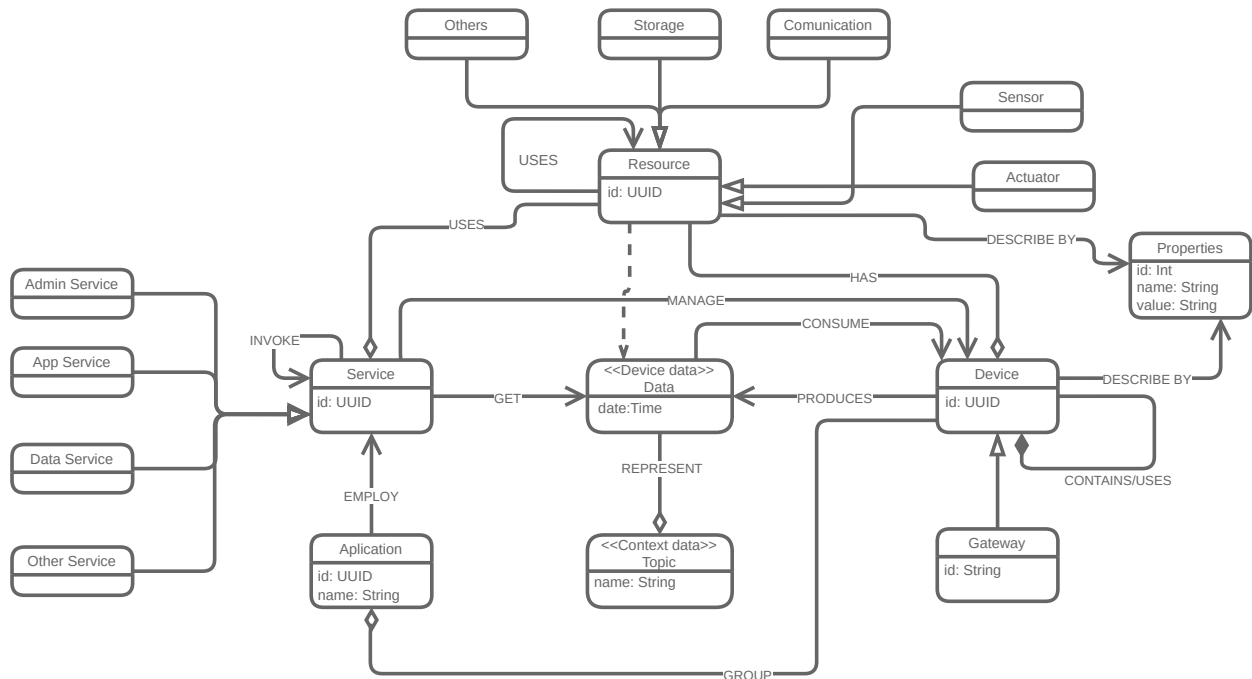 Others
Storage
Comunication
Sensor
USES
Resource
id: UUID
Actuator
USES
DESCRIBE BY
Properties
id: Int
name: String
value: String
HAS
Admin Service
MANAGE
CONSUME
INVOKE
App Service
Service
id: UUID
<<Device data>>
Data
date:Time
Device
id: UUID
DESCRIBE BY
GET
PRODUCES
Data Service
REPRESENT
CONTAINS/USES
EMPLOY
Other Service
Aplication
id: UUID
name: String
<<Context data>>
Topic
name: String
Gateway
id: String
GROUP